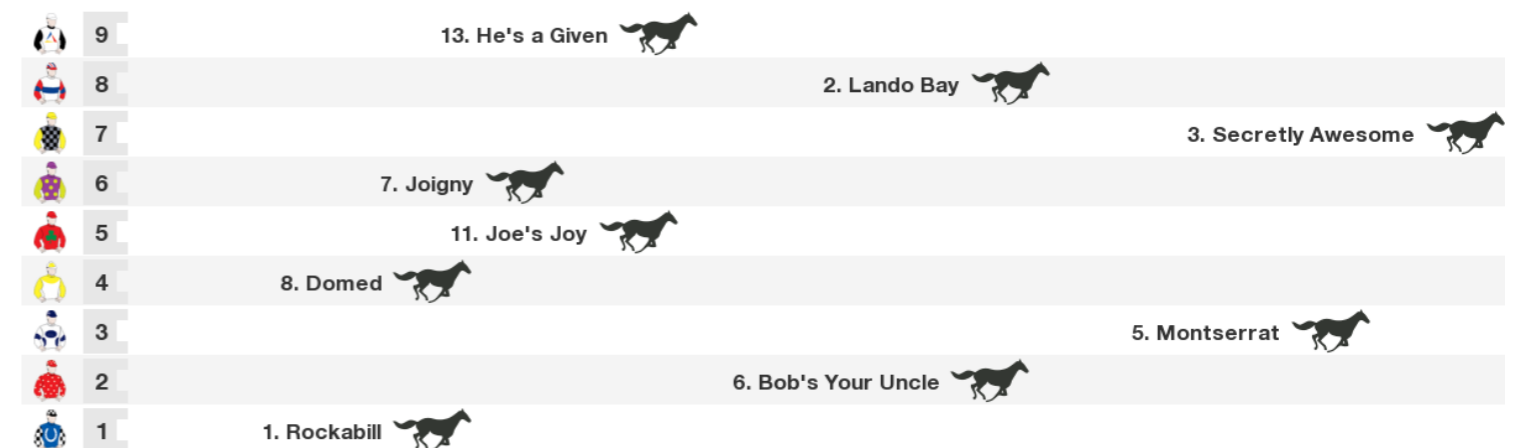 9 13. He's a Given
8 2. Lando Bay
7 3. Secretly Awesome
6 7. Joigny
5 11. Joe's Joy
4 8. Domed
3 5. Montserrat
2 6. Bob's Your Uncle
1 1. Rockabill